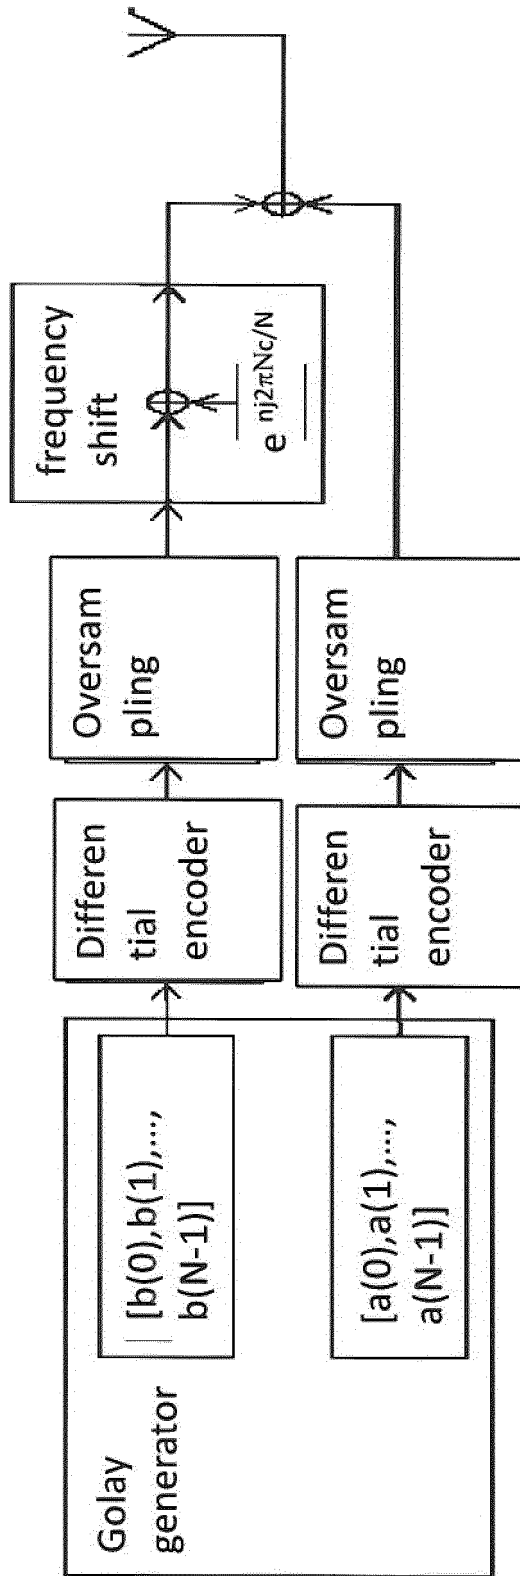 Golay
generator
[b(0),b(1),...,
b(N-1)]
[a(0),a(1),...,
a(N-1)]
Differen
tial
encoder
Differen
tial
encoder
Oversam
pling
Oversam
pling
frequency
shift
e nj2πNc/N